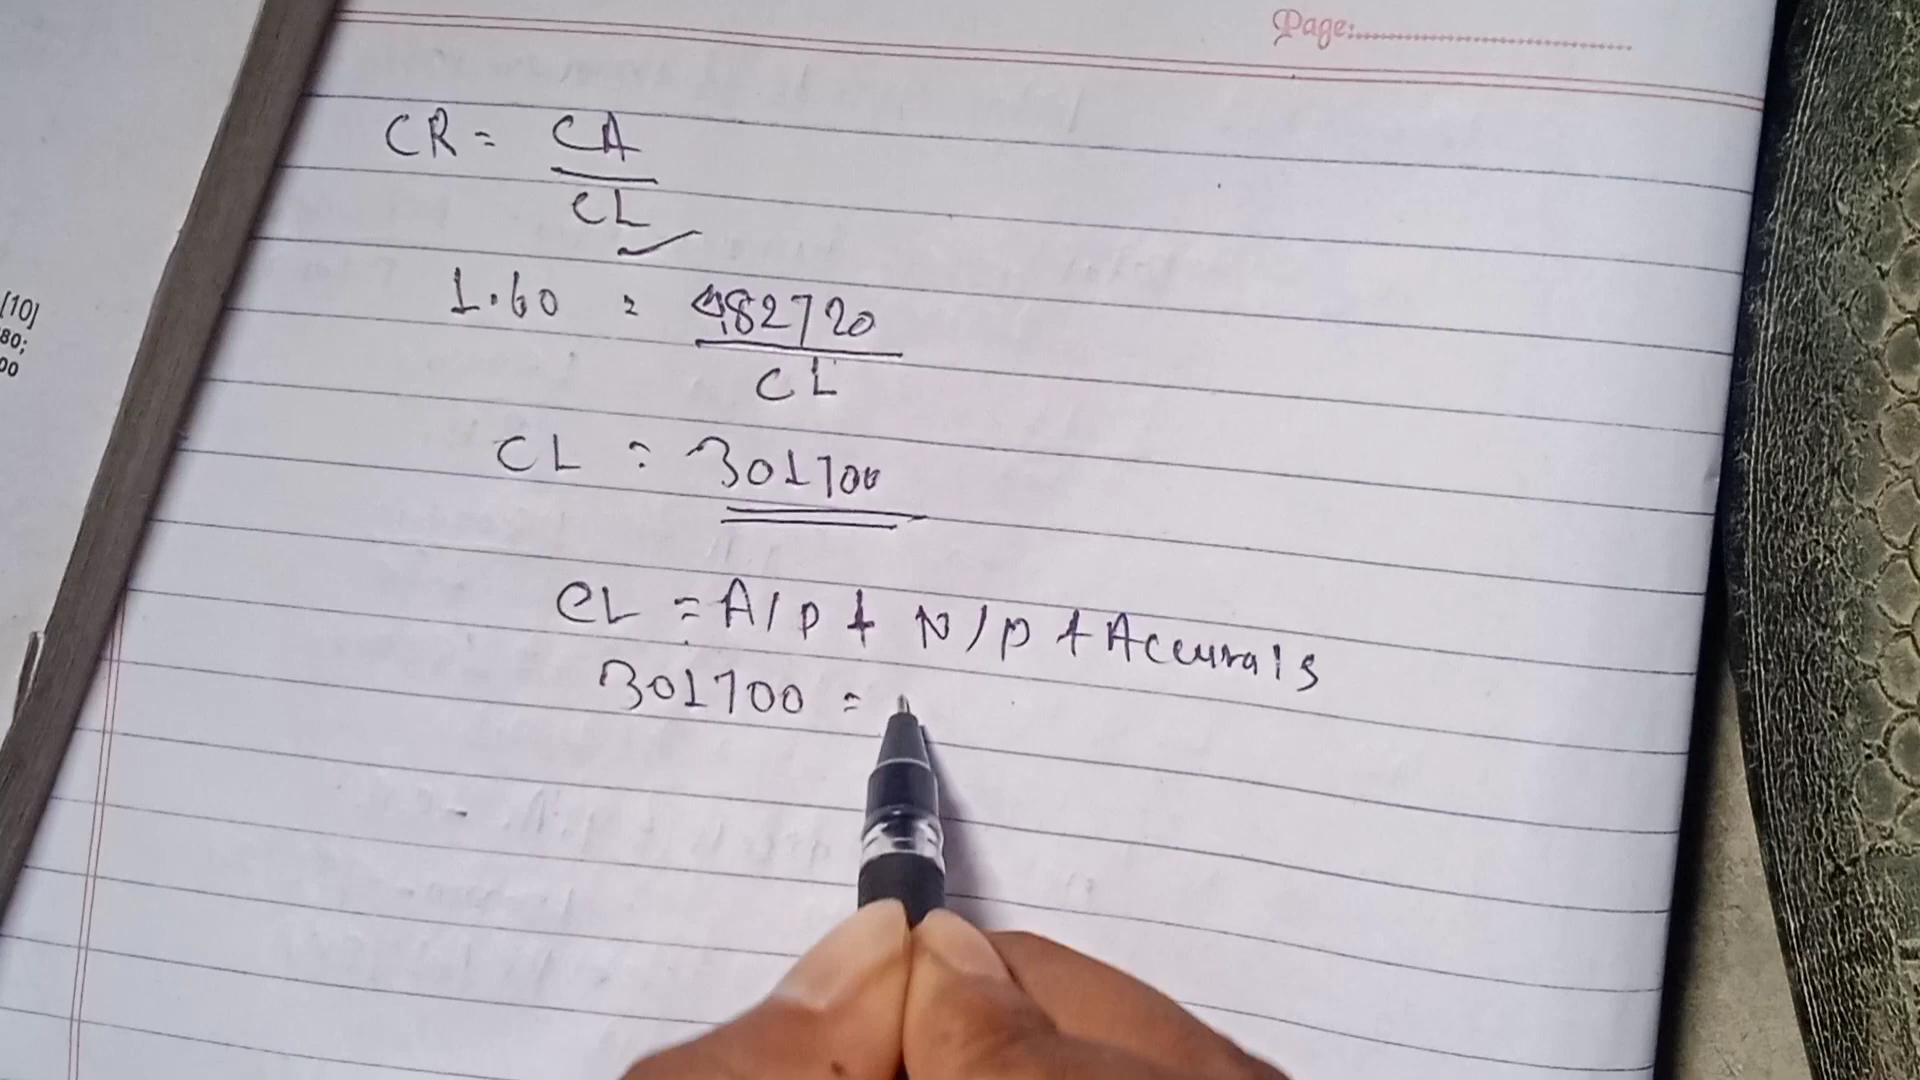 Page:
CR = CA
CL
1.60 = 482720
CL
CL = 301700
CL = A/P + N/P + Accurals
301700 =
[10]
80;
00